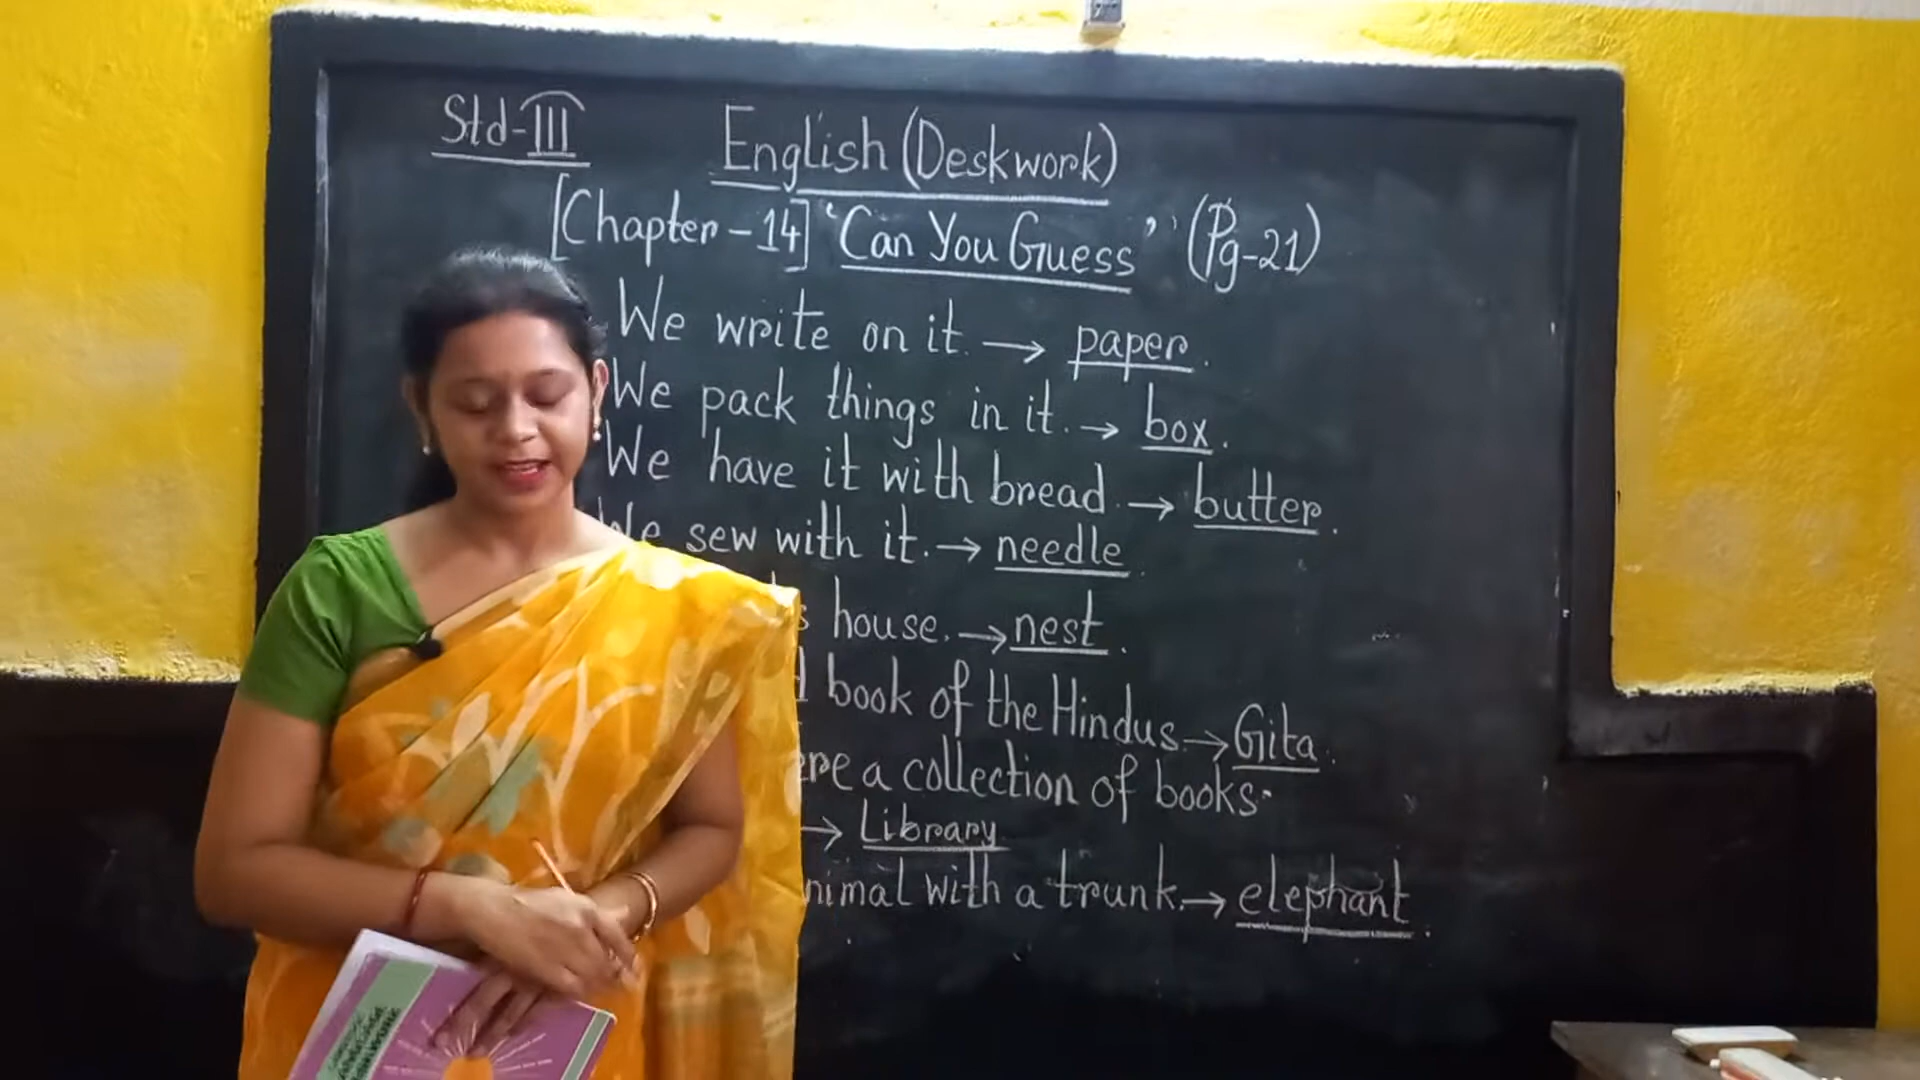 Std-III
English (Deskwork)
[Chapter-14] 'Can You Guess' (Pg-21)
We write on it. → paper.
We pack things in it. → box.
We have it with bread. → butter.
We sew with it. → needle.
house. → nest.
book of the Hindus. → Gita.
a collection of books.
→ Library
with a trunk. → elephant.